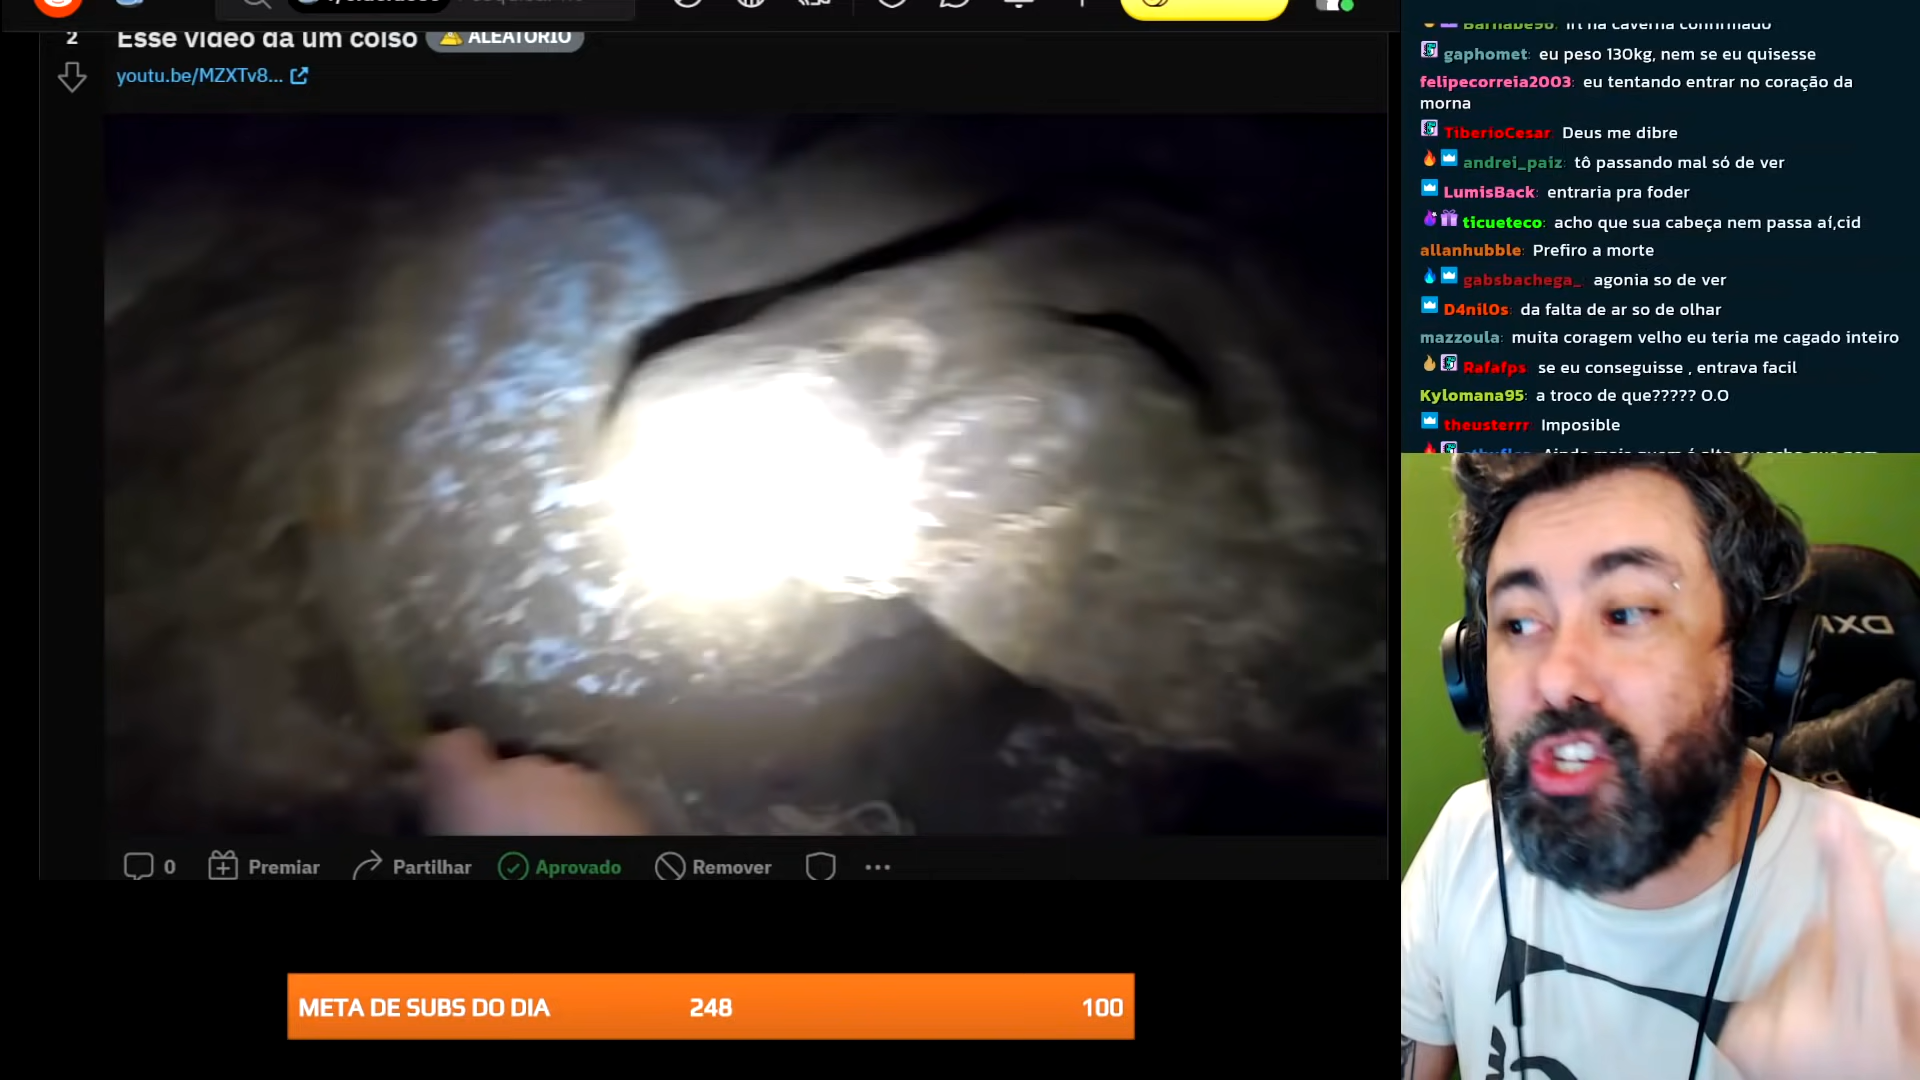 2
Esse vídeo da um coiso
ALEATÓRIO
youtu.be/MZXTv8...
0
Premiar
Partilhar
Aprovado
Remover
META DE SUBS DO DIA
248
100
gaphomet: eu peso 130kg, nem se eu quisesse
felipecorreia2003: eu tentando entrar no coração da
morna
TiberioCesar: Deus me dibre
andrei_paiz: tô passando mal só de ver
LumisBack: entraria pra foder
ticueteco: acho que sua cabeça nem passa aí,cid
allanhubble: Prefiro a morte
gabsbachega_: agonia so de ver
D4nil0s: da falta de ar so de olhar
mazzoula: muita coragem velho eu teria me cagado inteiro
Rafafps: se eu conseguisse , entrava facil
Kylomana95: a troco de que????? O.O
theusterrr: Imposible
DXR